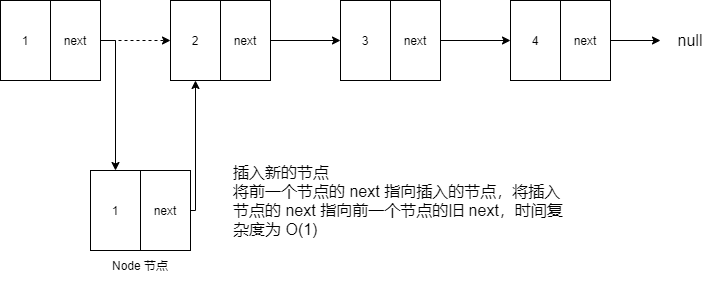 1 next 2 next 3 next 4 next null
1 next
Node 节点
插入新的节点
将前一个节点的 next 指向插入的节点，将插入
节点的 next 指向前一个节点的旧 next，时间复
杂度为 O(1)